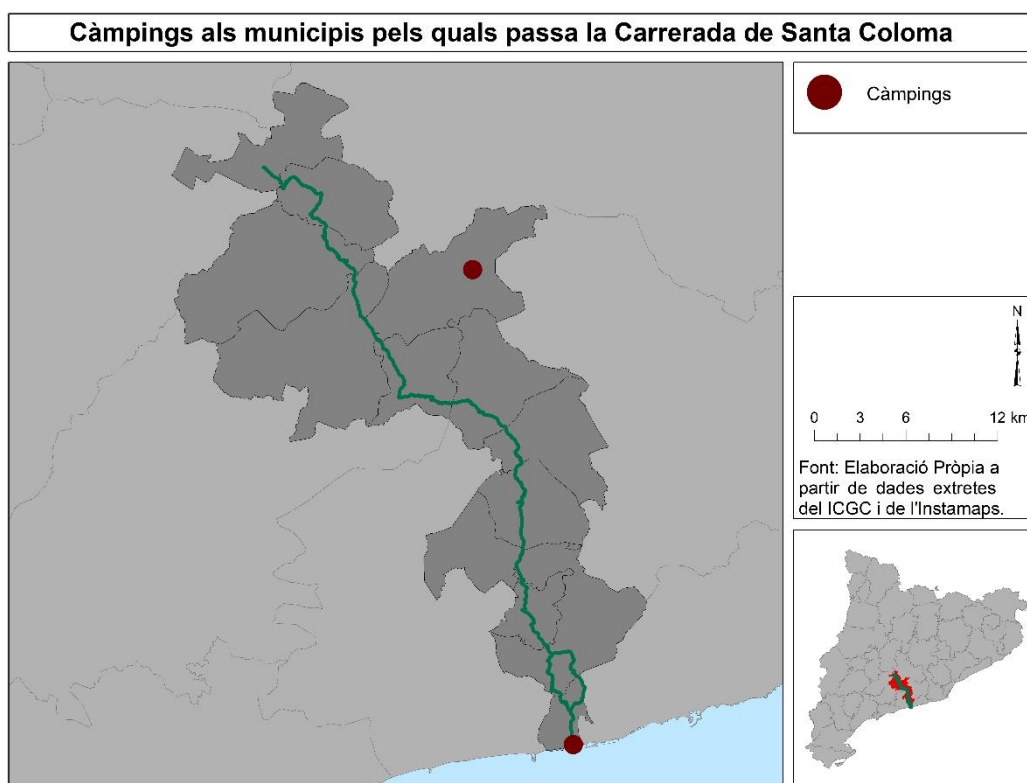 Càmpings als municipis pels quals passa la Carrerada de Santa Coloma
Càmpings
N
0 3 6 12 km
Font: Elaboració Pròpia a
partir de dades extretes
del ICGC i de l'Instamaps.